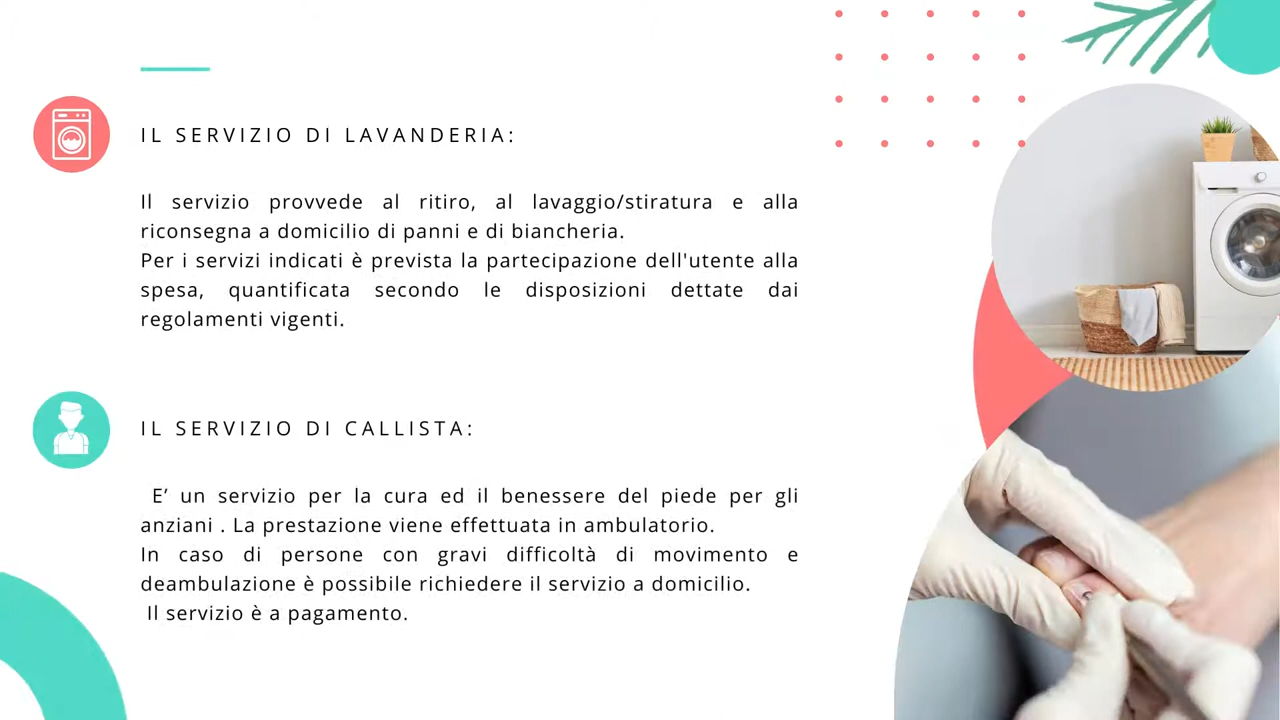 IL SERVIZIO DI LAVANDERIA:
Il servizio provvede al ritiro, al lavaggio/stiratura e alla
riconsegna a domicilio di panni e di biancheria.
Per i servizi indicati è prevista la partecipazione dell'utente alla
spesa, quantificata secondo le disposizioni dettate dai
regolamenti vigenti.
IL SERVIZIO DI CALLISTA:
E’ un servizio per la cura ed il benessere del piede per gli
anziani . La prestazione viene effettuata in ambulatorio.
In caso di persone con gravi difficoltà di movimento e
deambulazione è possibile richiedere il servizio a domicilio.
Il servizio è a pagamento.